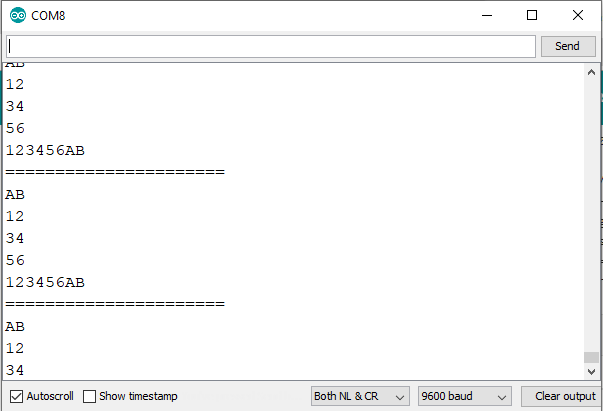 COM8
Send
AB
12
34
56
123456AB
======================
AB
12
34
56
123456AB
======================
AB
12
34
Autoscroll Show timestamp Both NL & CR 9600 baud Clear output